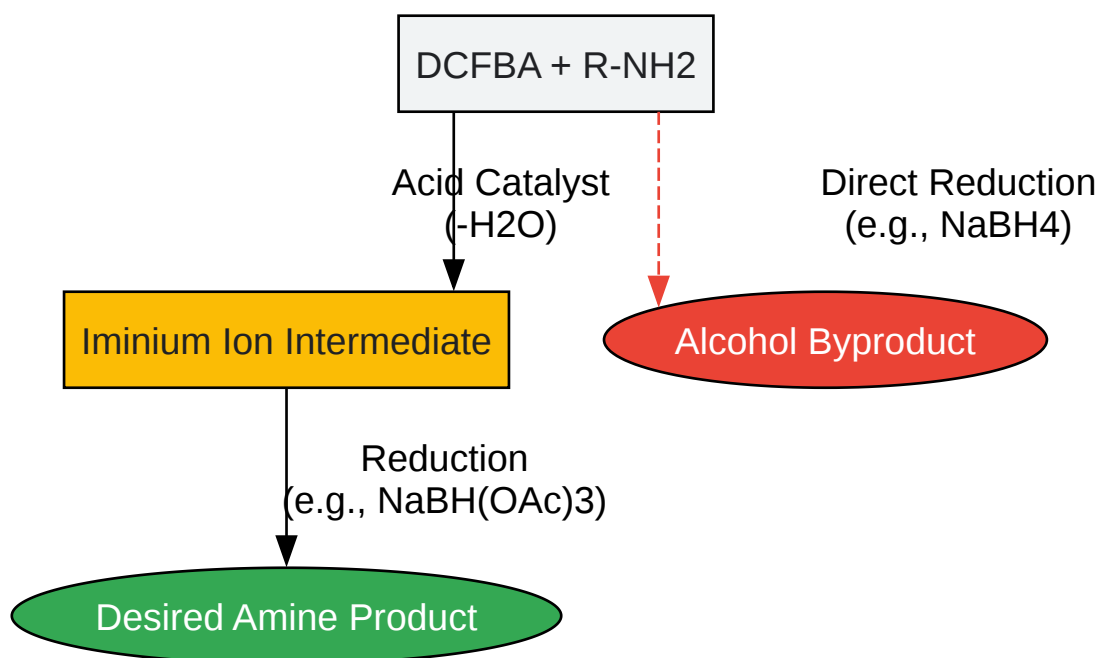 DCFBA + R-NH2
Acid Catalyst
(-H2O)
Direct Reduction
(e.g., NaBH4)
Iminium Ion Intermediate
Alcohol Byproduct
Reduction
(e.g., NaBH(OAc)3)
Desired Amine Product